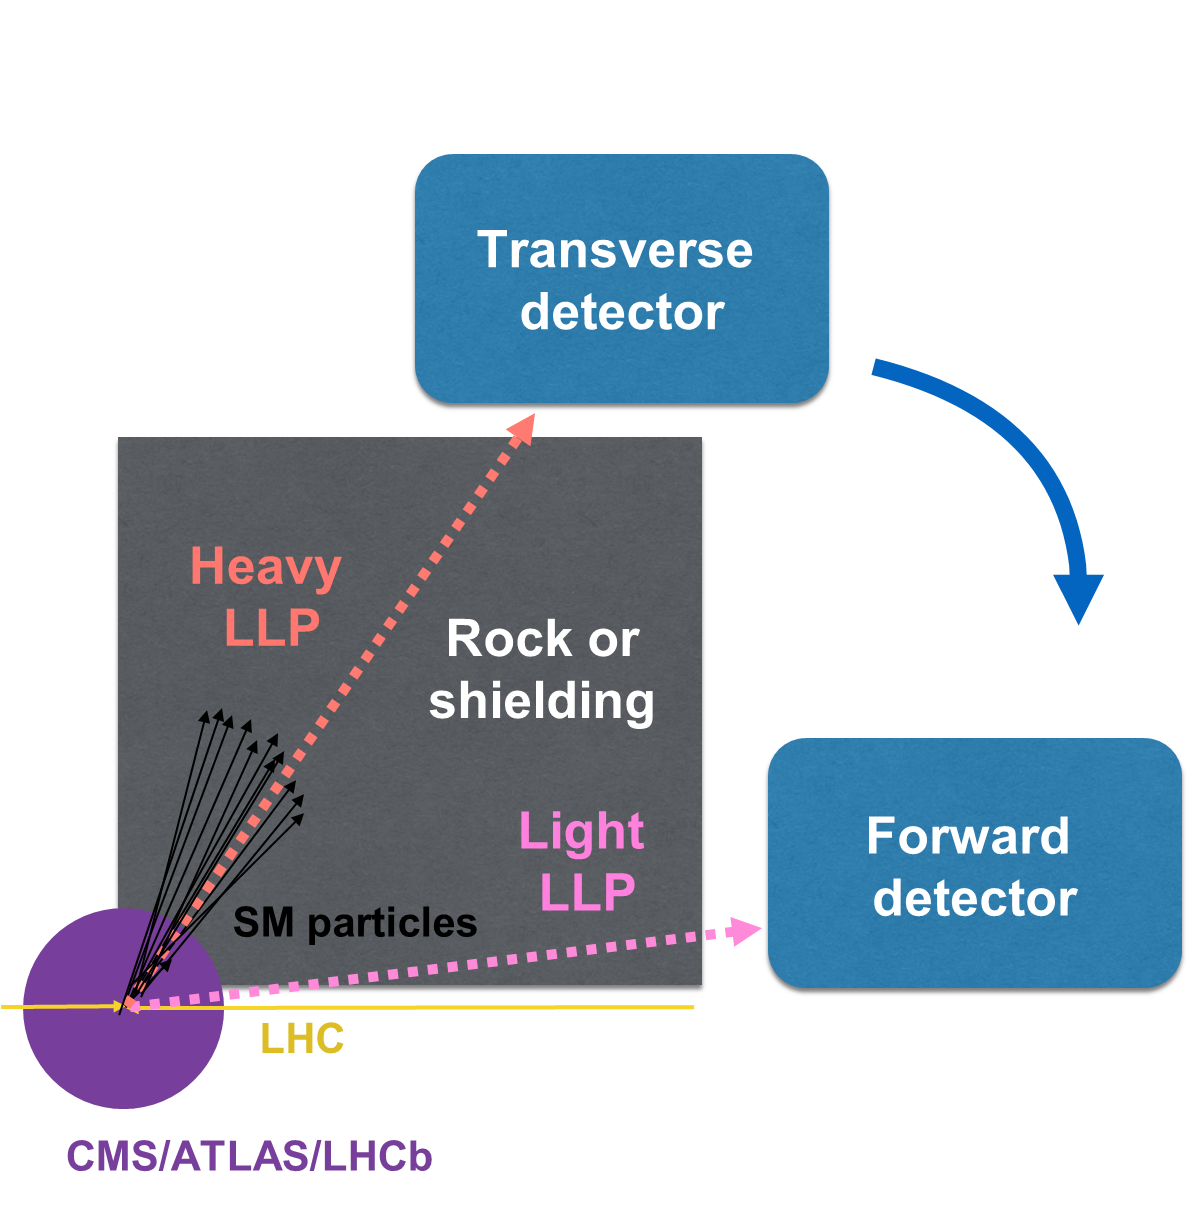 Transverse
detector
Heavy
LLP
Rock or
shielding
Light
LLP
Forward
detector
SM particles
LHC
CMS/ATLAS/LHCb